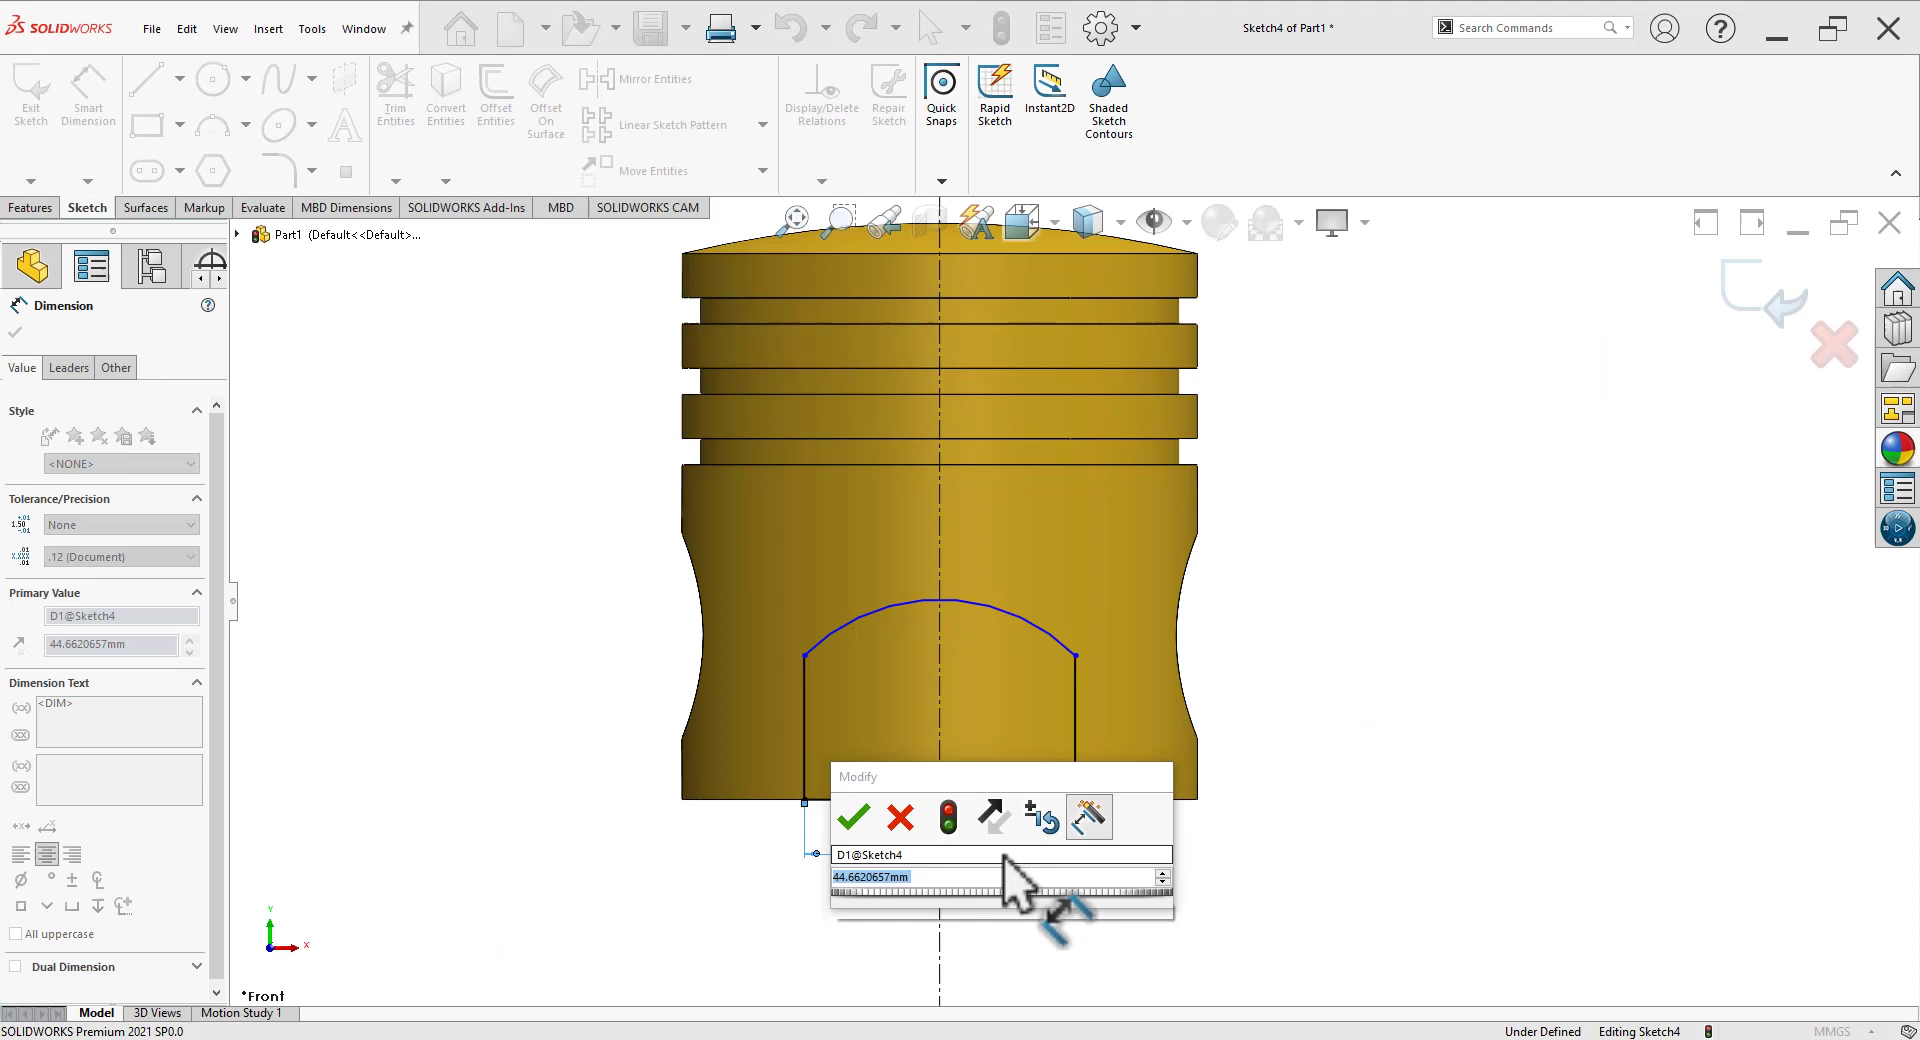 SOLIDWORKS
File Edit View Insert Tools Window
Sketch4 of Part1 *
Search Commands
Exit Sketch
Smart Dimension
Trim Entities
Convert Entities
Offset Entities
Offset On Surface
Mirror Entities
Linear Sketch Pattern
Move Entities
Display/Delete Relations
Repair Sketch
Quick Snaps
Rapid Sketch
Instant2D
Shaded Sketch Contours
Features Sketch Surfaces Markup Evaluate MBD Dimensions SOLIDWORKS Add-Ins MBD SOLIDWORKS CAM
Part1 (Default<<Default>...
Dimension
Value Leaders Other
Style
<NONE>
Tolerance/Precision
None
.12 (Document)
Primary Value
D1@Sketch4
44.6620657mm
Dimension Text
<DIM>
All uppercase
Dual Dimension
Modify
D1@Sketch4
44.6620657mm
Y
X
*Front
Model 3D Views Motion Study 1
SOLIDWORKS Premium 2021 SP0.0
Under Defined Editing Sketch4 MMGS